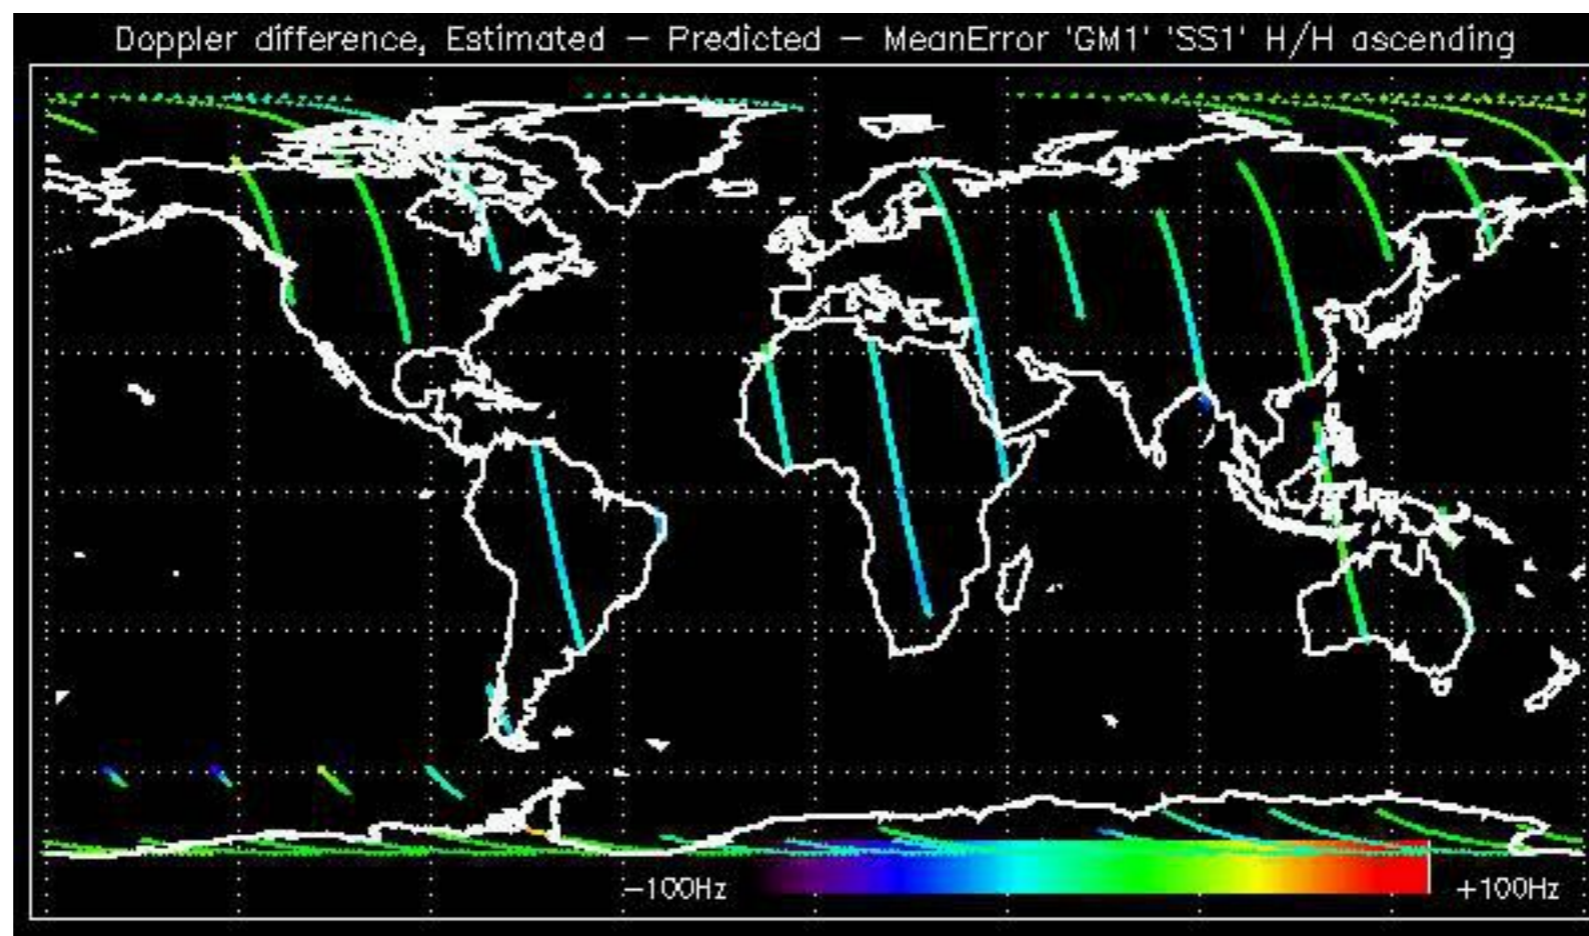 Doppler difference, Estimated − Predicted − MeanError 'GM1' 'SS1' H/H ascending
−100Hz
+100Hz